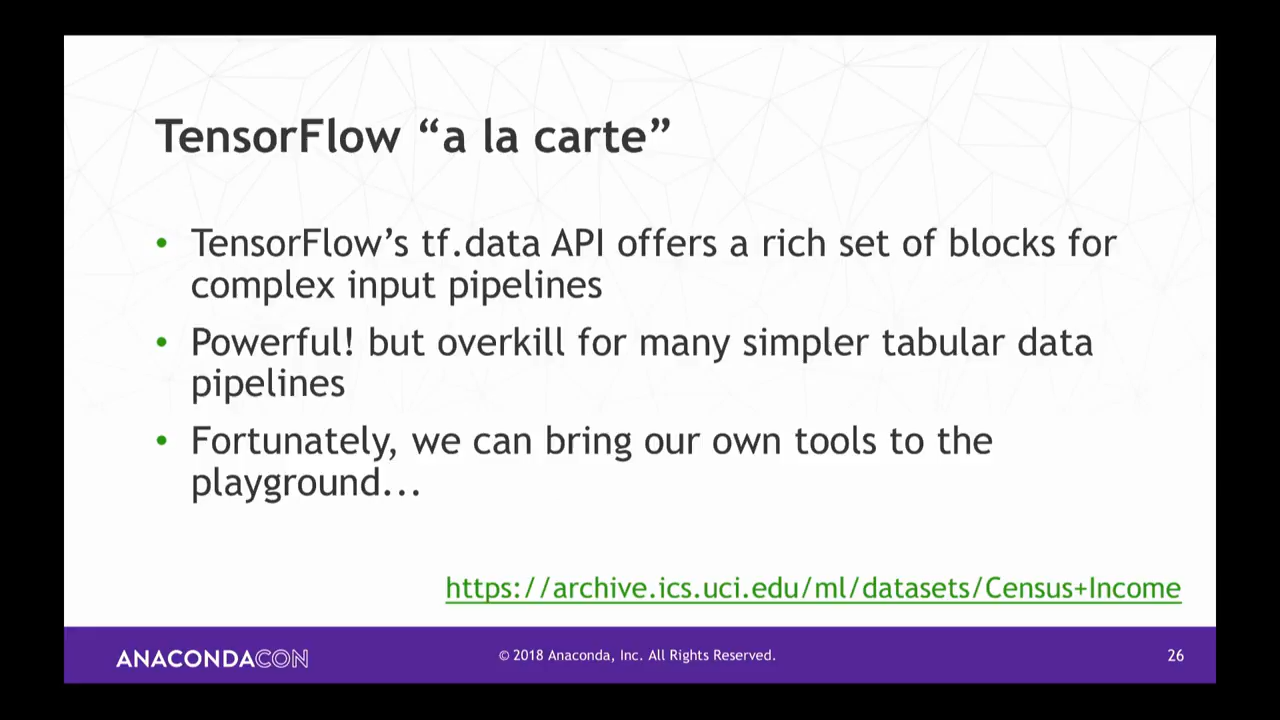 TensorFlow “a la carte”
• TensorFlow’s tf.data API offers a rich set of blocks for
complex input pipelines
• Powerful! but overkill for many simpler tabular data
pipelines
• Fortunately, we can bring our own tools to the
playground...
https://archive.ics.uci.edu/ml/datasets/Census+Income
ANACONDACON
© 2018 Anaconda, Inc. All Rights Reserved.
26